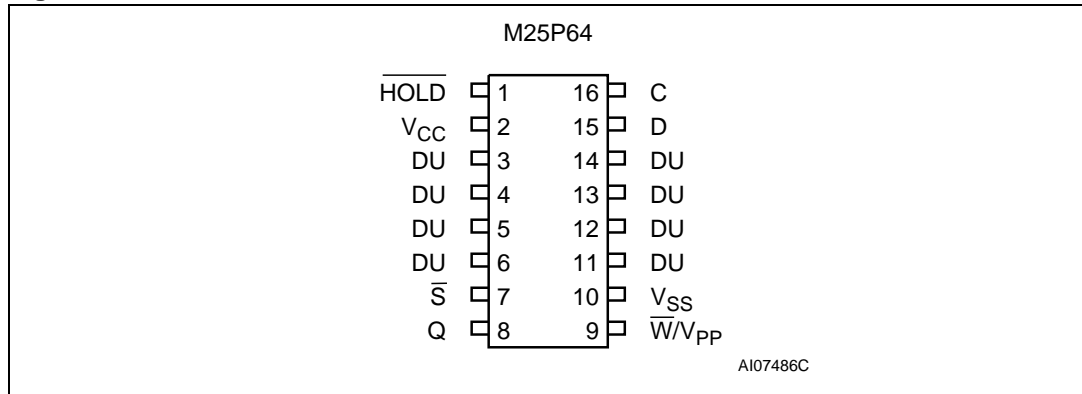 M25P64
HOLD 1 16 C
VCC 2 15 D
DU 3 14 DU
DU 4 13 DU
DU 5 12 DU
DU 6 11 DU
S 7 10 VSS
Q 8 9 W/VPP
AI07486C